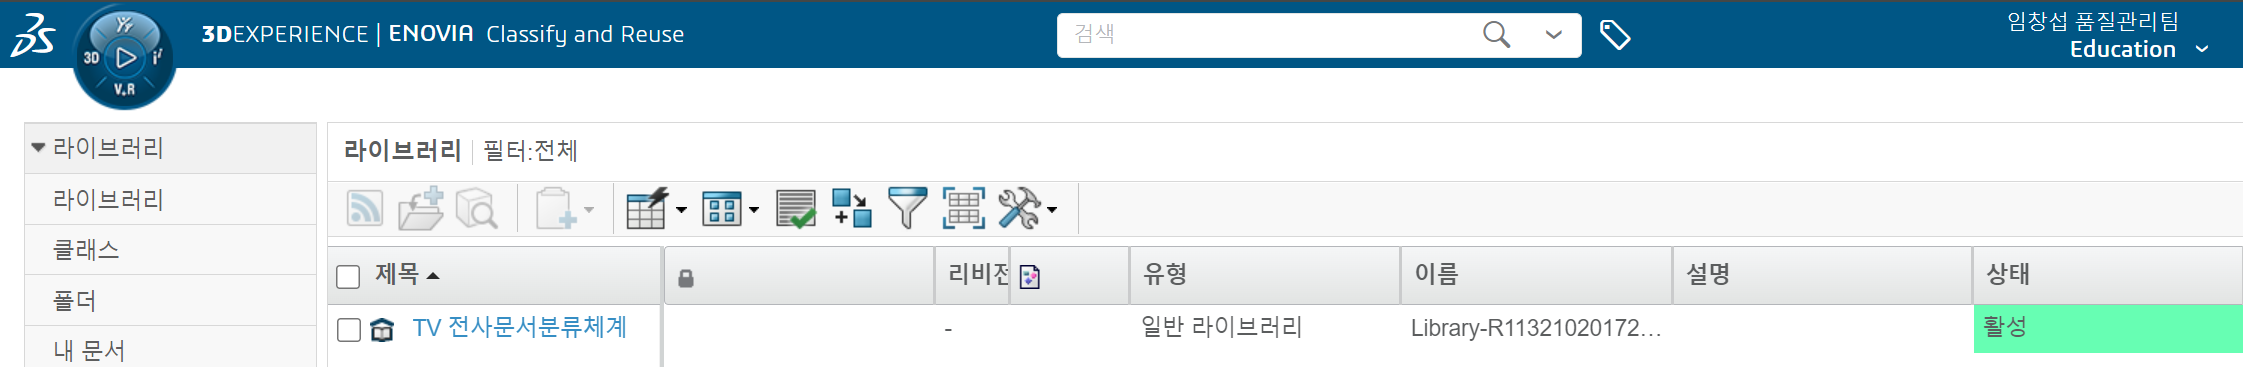 3DEXPERIENCE | ENOVIA Classify and Reuse
검색
임창섭 품질관리팀
Education
3D
V.R
라이브러리
라이브러리
클래스
폴더
내 문서
라이브러리 필터:전체
제목 리비전 유형 이름 설명 상태
TV 전사문서분류체계 - 일반 라이브러리 Library-R11321020172... 활성